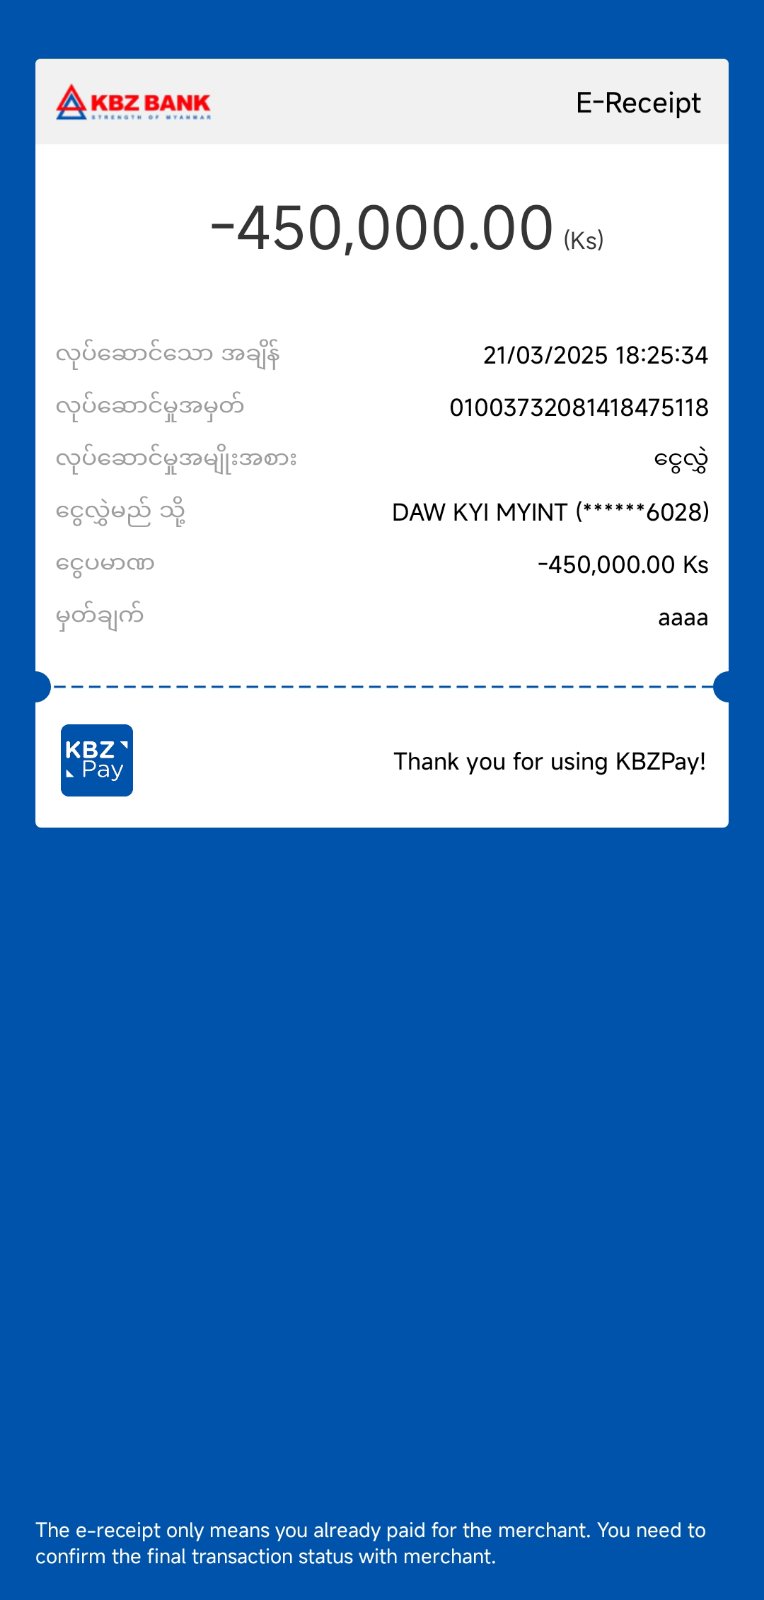 KBZ BANK
STRENGTH OF MYANMAR
E-Receipt
-450,000.00 (Ks)
လုပ်ဆောင်သော အချိန် 21/03/2025 18:25:34
လုပ်ဆောင်မှုအမှတ် 01003732081418475118
လုပ်ဆောင်မှုအမျိုးအစား ငွေလွှဲ
ငွေလွှဲမည် သို့ DAW KYI MYINT (******6028)
ငွေပမာဏ -450,000.00 Ks
မှတ်ချက် aaaa
KBZ
Pay
Thank you for using KBZPay!
The e-receipt only means you already paid for the merchant. You need to
confirm the final transaction status with merchant.